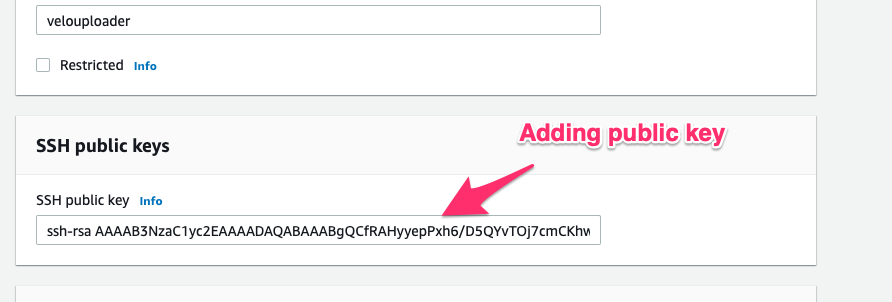 velouploader
Restricted Info
Adding public key
SSH public keys
SSH public key Info
ssh-rsa AAAAB3NzaC1yc2EAAAADAQABAAABgQCfRAHyyepPxh6/D5QYvTOj7cmCKhw